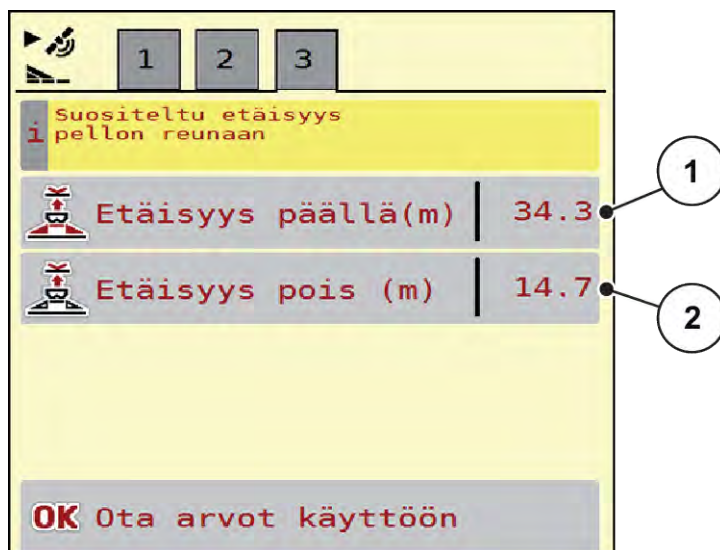 1 2 3
i Suositeltu etäisyys
pellon reunaan
Etäisyys päällä(m) 34.3
1
Etäisyys pois (m) 14.7
2
OK Ota arvot käyttöön